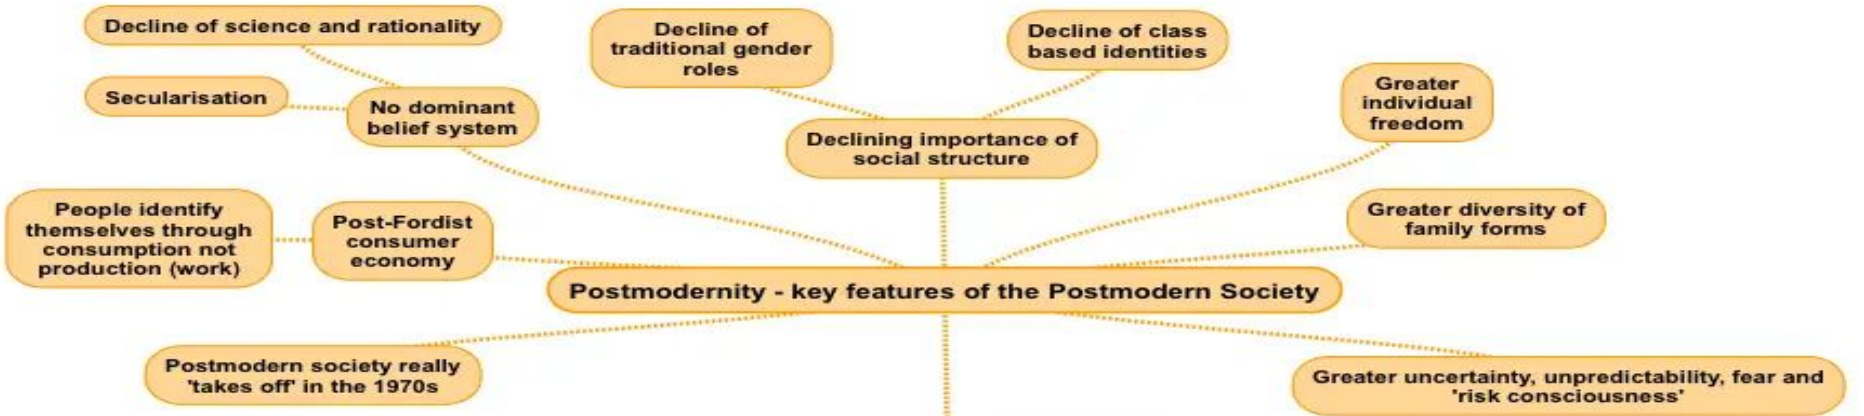 Decline of science and rationality
Secularisation
No dominant
belief system
Decline of
traditional gender
roles
Decline of class
based identities
Declining importance of
social structure
Greater
individual
freedom
People identify
themselves through
consumption not
production (work)
Post-Fordist
consumer
economy
Greater diversity of
family forms
Postmodernity - key features of the Postmodern Society
Postmodern society really
'takes off' in the 1970s
Greater uncertainty, unpredictability, fear and
'risk consciousness'